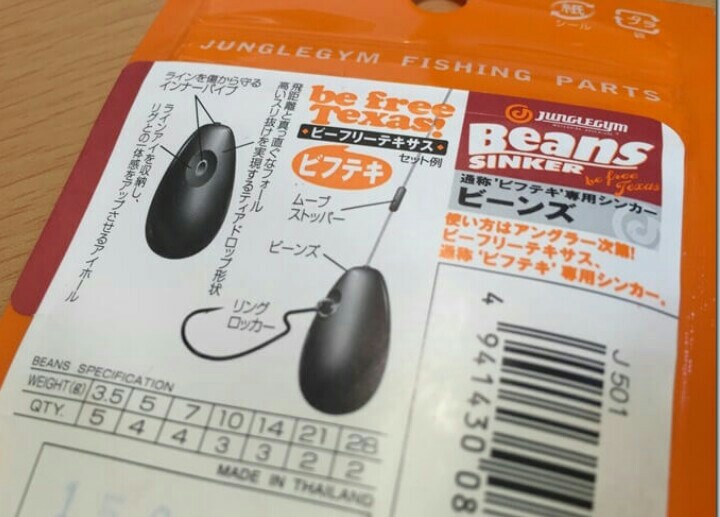 紙
シール
プラ
袋
JUNGLEGYM FISHING PARTS
ラインを傷から守る
インナーパイプ
ラインアイを収納し、
リグとの一体感をアップさせるアイホール
飛距離と真っ直ぐなフォール
高いスリ抜けを実現するティアドロップ形状
be free
Texas!
ビーフリーテキサス
セット例
ビフテキ
ムーブ
ストッパー
ビーンズ
リング
ロッカー
JUNGLEGYM
Beans
SINKER
be free
Texas
通称'ビフテキ'専用シンカー
ビーンズ
使い方はアングラー次第!
ビーフリーテキサス、
通称'ビフテキ'専用シンカー。
J501
4 941430 08
BEANS SPECIFICATION
WEIGHT(g) 3.5 5 7 10 14 21 28
QTY. 5 4 4 3 3 2 2
MADE IN THAILAND